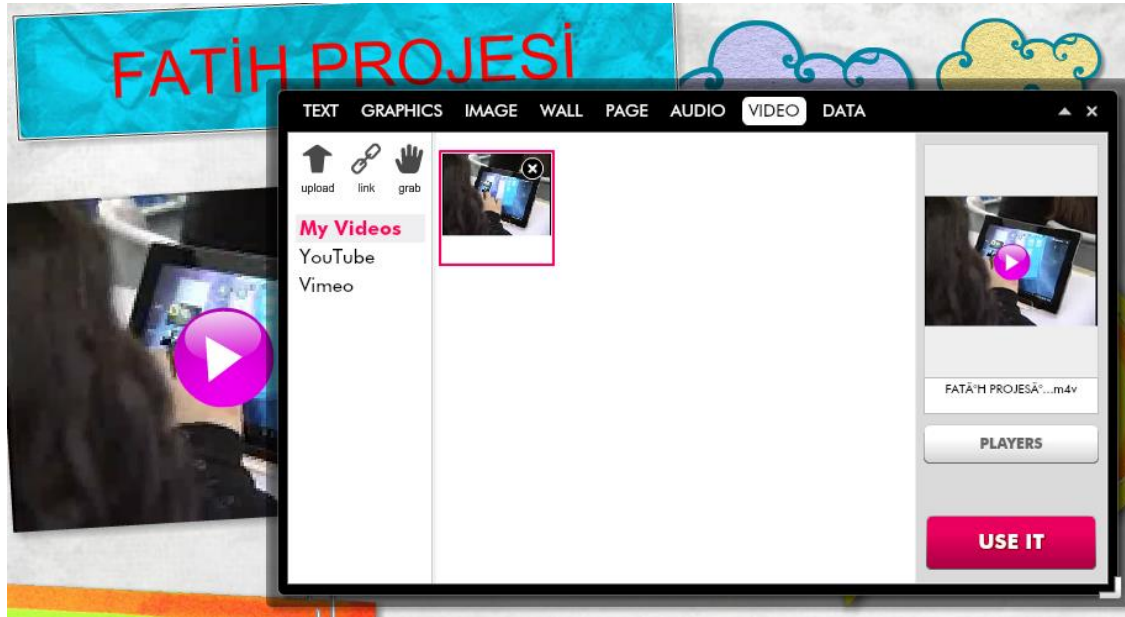 FATİH PROJESİ
TEXT GRAPHICS IMAGE WALL PAGE AUDIO VIDEO DATA
upload link grab
My Videos
YouTube
Vimeo
FATÄ°H PROJESÄ°...m4v
PLAYERS
USE IT